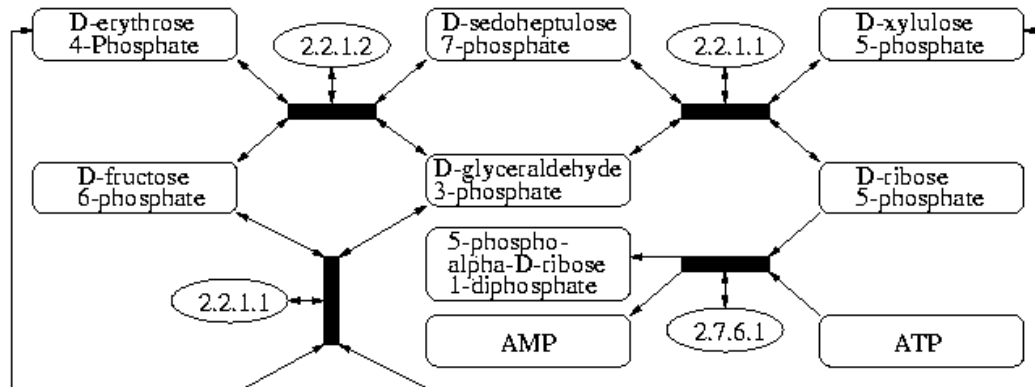 D-erythrose
4-Phosphate
2.2.1.2
D-sedoheptulose
7-phosphate
2.2.1.1
D-xylulose
5-phosphate
D-fructose
6-phosphate
D-glyceraldehyde
3-phosphate
D-ribose
5-phosphate
5-phospho-
alpha-D-ribose
1-diphosphate
2.2.1.1
AMP
2.7.6.1
ATP